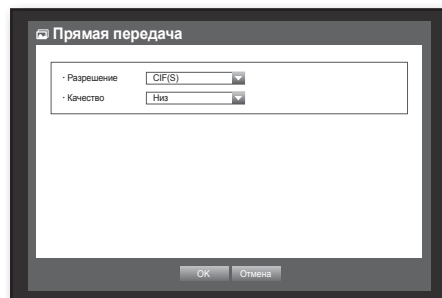 Прямая передача
· Разрешение CIF(S)
· Качество Низ
OK Отмена